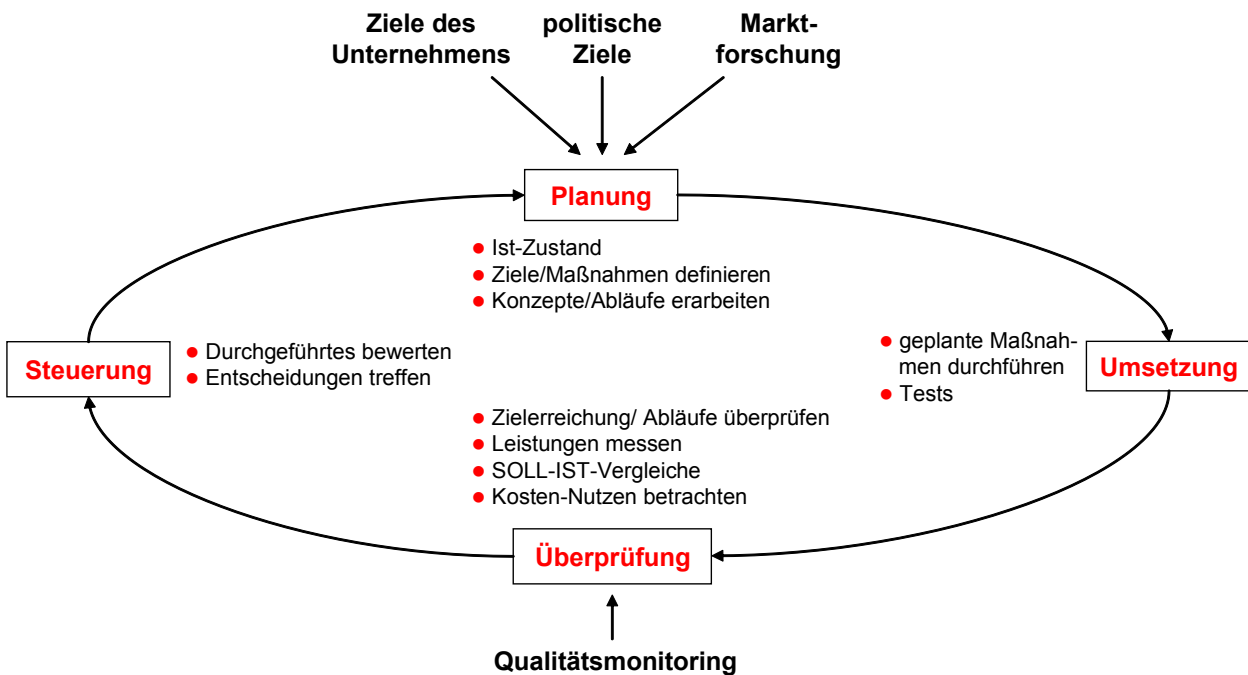 Ziele des
Unternehmens
politische
Ziele
Markt-
forschung
Planung
● Ist-Zustand
● Ziele/Maßnahmen definieren
● Konzepte/Abläufe erarbeiten
Steuerung
● Durchgeführtes bewerten
● Entscheidungen treffen
● geplante Maßnah-
men durchführen
● Tests
Umsetzung
● Zielerreichung/ Abläufe überprüfen
● Leistungen messen
● SOLL-IST-Vergleiche
● Kosten-Nutzen betrachten
Überprüfung
Qualitätsmonitoring